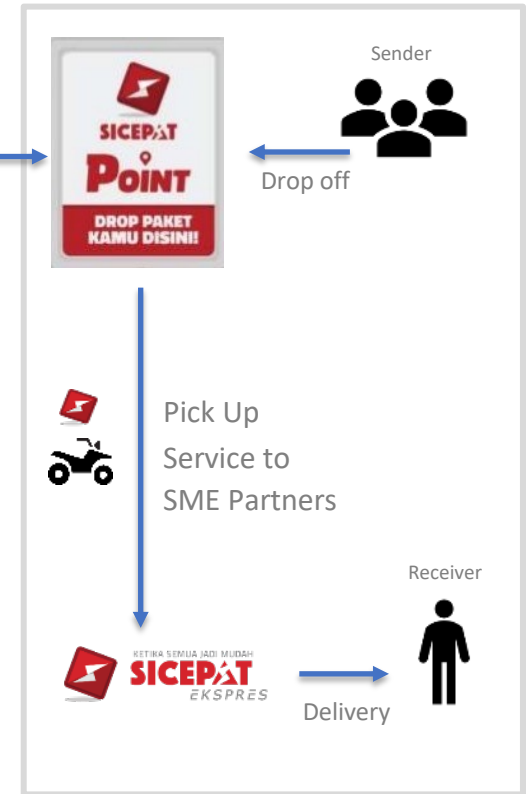 Sender
SICEPAT
POINT
DROP PAKET
KAMU DISINI!
Drop off
Pick Up
Service to
SME Partners
Receiver
KETIKA SEMUA JADI MUDAH
SICEPAT
EKSPRES
Delivery